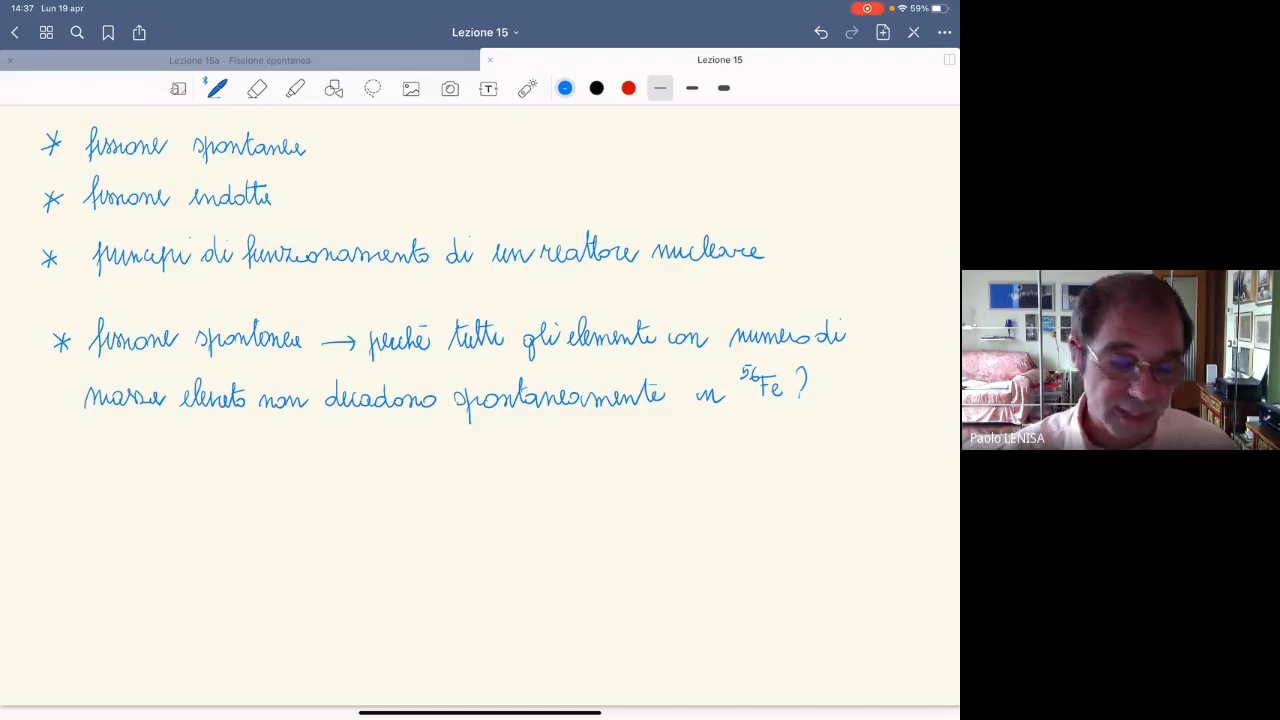 14:37 Lun 19 apr
59%
Lezione 15
Lezione 15a - Fissione spontanea
Lezione 15
* fissione spontanea
* fissione indotta
* principi di funzionamento di un reattore nucleare
* fissione spontanea → perché tutti gli elementi con numero di
massa elevato non decadono spontaneamente in ⁵⁶Fe ?
Paolo LENISA